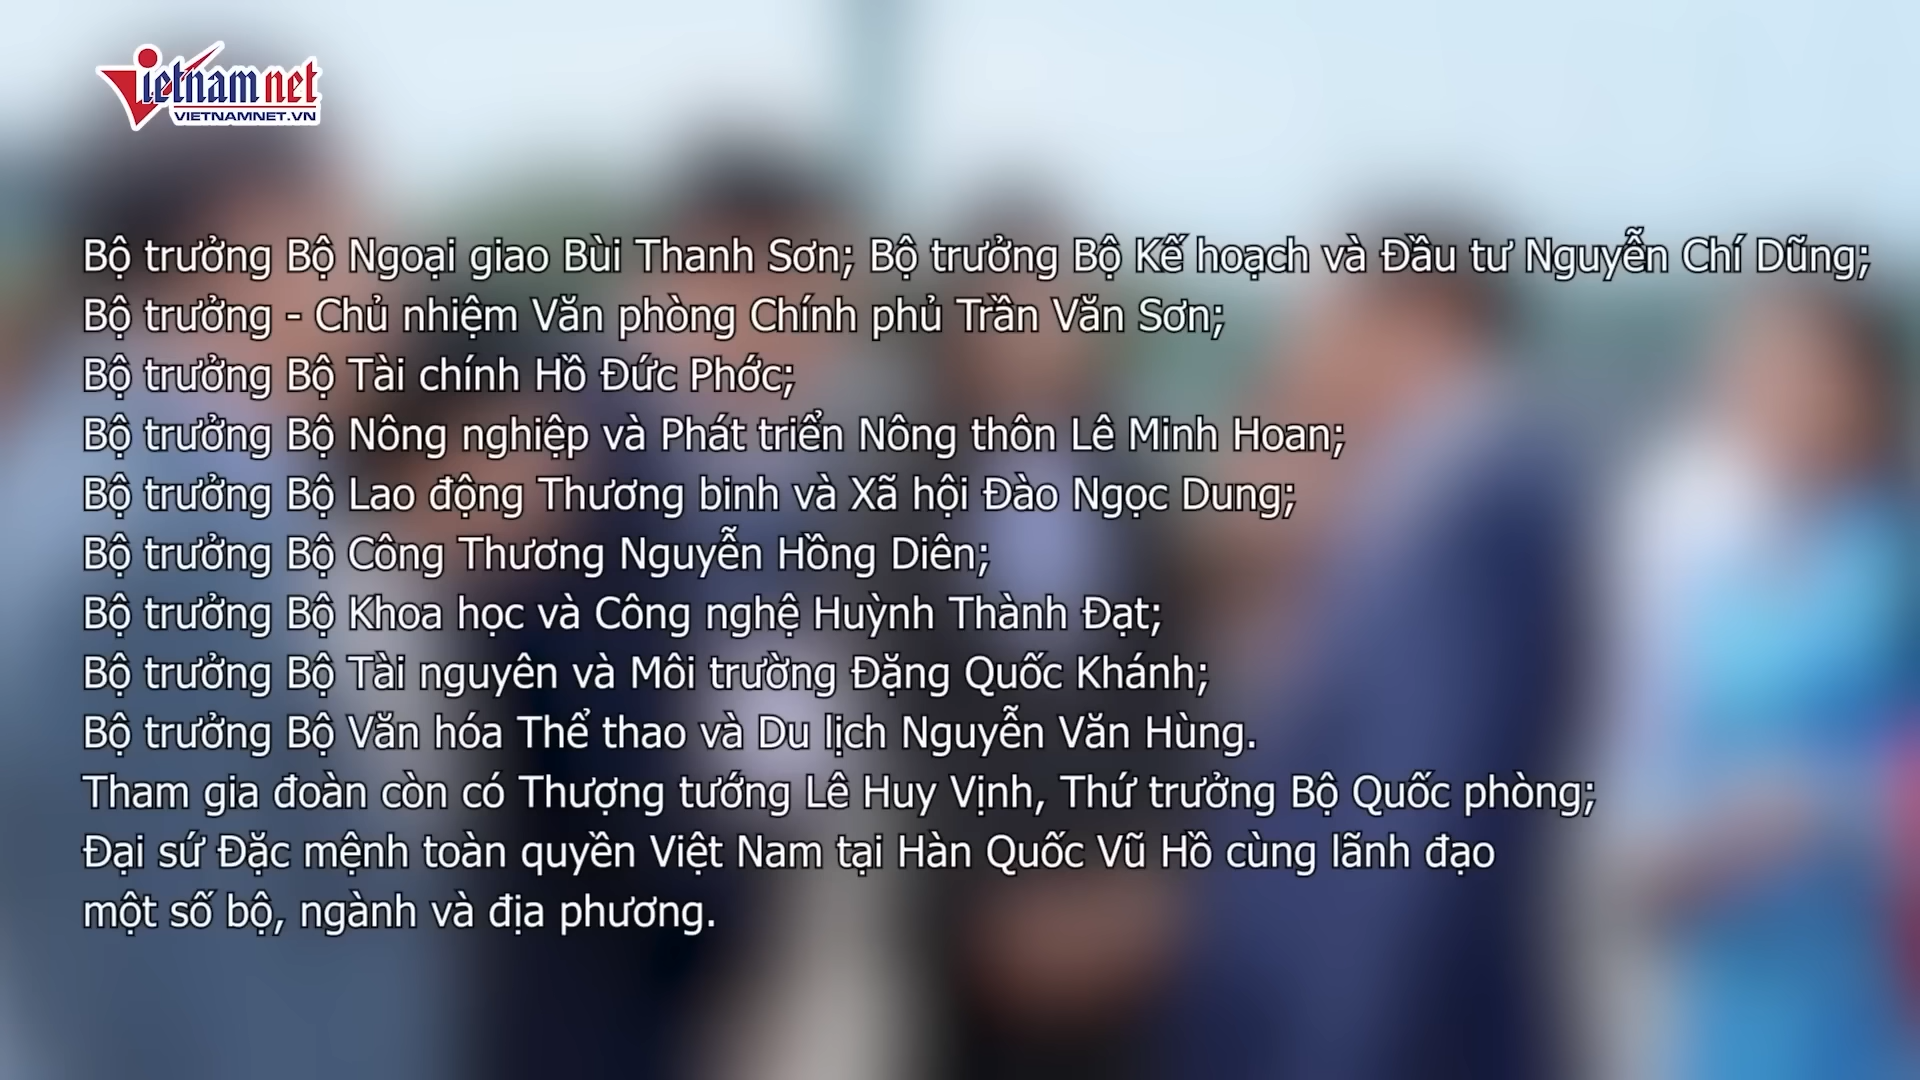 Vietnamnet
VIETNAMNET.VN
Bộ trưởng Bộ Ngoại giao Bùi Thanh Sơn; Bộ trưởng Bộ Kế hoạch và Đầu tư Nguyễn Chí Dũng;
Bộ trưởng - Chủ nhiệm Văn phòng Chính phủ Trần Văn Sơn;
Bộ trưởng Bộ Tài chính Hồ Đức Phớc;
Bộ trưởng Bộ Nông nghiệp và Phát triển Nông thôn Lê Minh Hoan;
Bộ trưởng Bộ Lao động Thương binh và Xã hội Đào Ngọc Dung;
Bộ trưởng Bộ Công Thương Nguyễn Hồng Diên;
Bộ trưởng Bộ Khoa học và Công nghệ Huỳnh Thành Đạt;
Bộ trưởng Bộ Tài nguyên và Môi trường Đặng Quốc Khánh;
Bộ trưởng Bộ Văn hóa Thể thao và Du lịch Nguyễn Văn Hùng.
Tham gia đoàn còn có Thượng tướng Lê Huy Vịnh, Thứ trưởng Bộ Quốc phòng;
Đại sứ Đặc mệnh toàn quyền Việt Nam tại Hàn Quốc Vũ Hồ cùng lãnh đạo
một số bộ, ngành và địa phương.